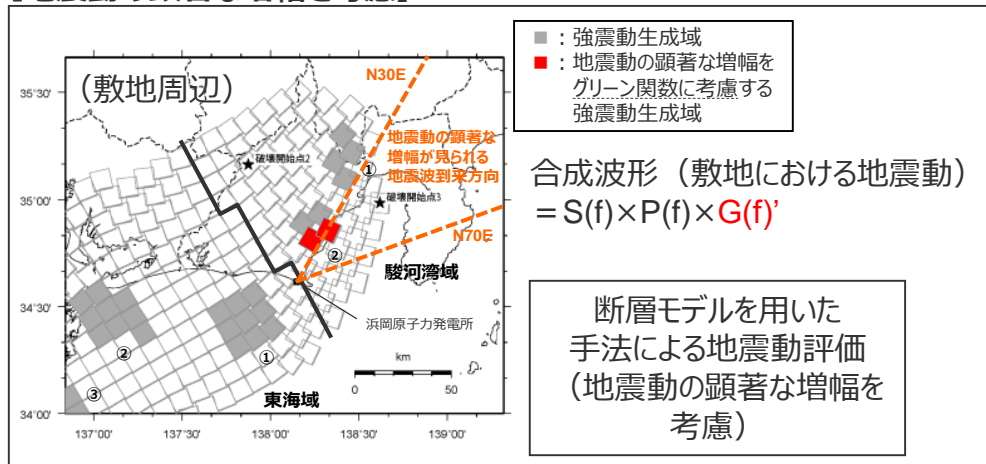 (敷地周辺)
N30E
地震動の顕著な
増幅が見られる
地震波到来方向
①
★破壊開始点2
★破壊開始点3
N70E
②
駿河湾域
浜岡原子力発電所
②
①
③
東海域
km
0
50
35°30'
35°00'
34°30'
34°00'
137°00'
137°30'
138°00'
138°30'
139°00'
■:強震動生成域
■:地震動の顕著な増幅を
グリーン関数に考慮する
強震動生成域
合成波形(敷地における地震動)
=S(f)×P(f)×G(f)’
断層モデルを用いた
手法による地震動評価
(地震動の顕著な増幅を
考慮)